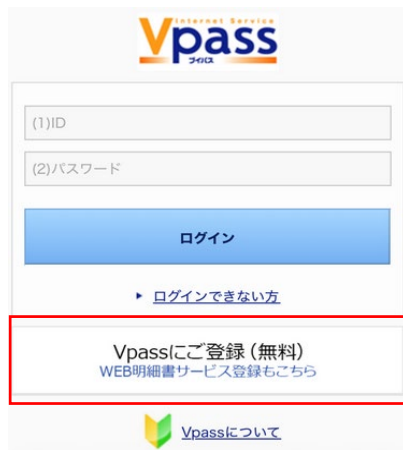 Internet Service
Vpass
ブイパス
(1)ID
(2)パスワード
ログイン
ログインできない方
Vpassにご登録（無料）
WEB明細書サービス登録もこちら
Vpassについて